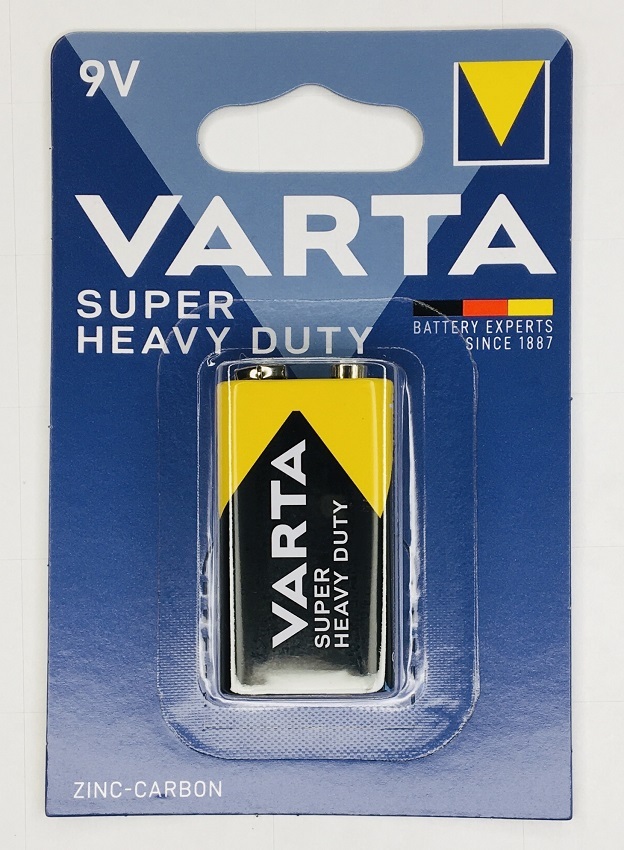 9V
VARTA
SUPER
HEAVY DUTY
BATTERY EXPERTS
SINCE 1887
VARTA
SUPER
HEAVY DUTY
ZINC-CARBON